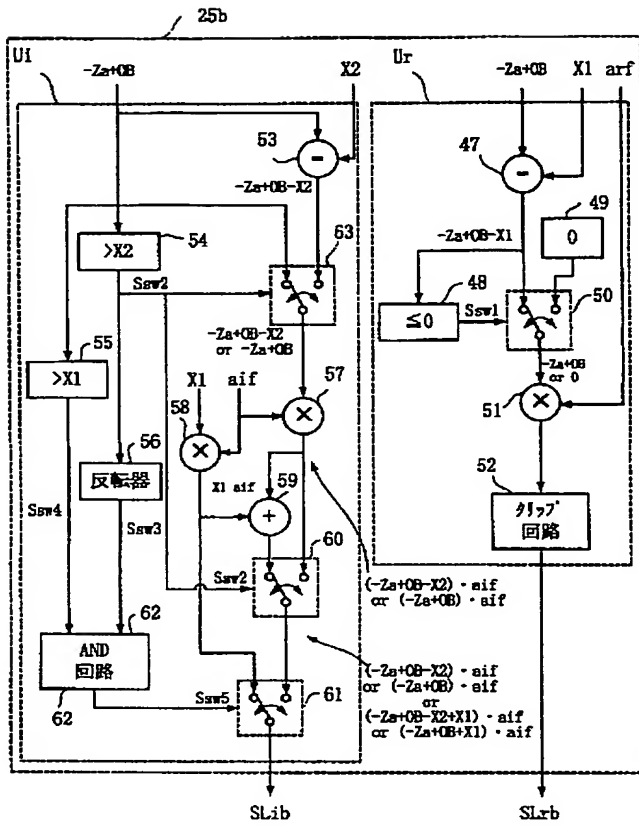 25b
Ui
-Za+OB
X2
Ur
-Za+OB
X1
arf
53
-
-Za+OB-X2
47
-
49
0
>X2
54
63
-Za+OB-X1
48
≦0
Ssw1
50
Ssw2
-Za+OB-X2
or -Za+OB
-Za+OB
or 0
55
>X1
X1
aif
57
×
58
×
51
×
56
反転器
X1 aif
59
+
52
クリップ
回路
Ssw4
Ssw3
60
Ssw2
(-Za+OB-X2)・aif
or (-Za+OB)・aif
62
AND
回路
62
Ssw5
61
(-Za+OB-X2)・aif
or (-Za+OB)・aif
or
(-Za+OB-X2+X1)・aif
or (-Za+OB+X1)・aif
SLib
SLrb